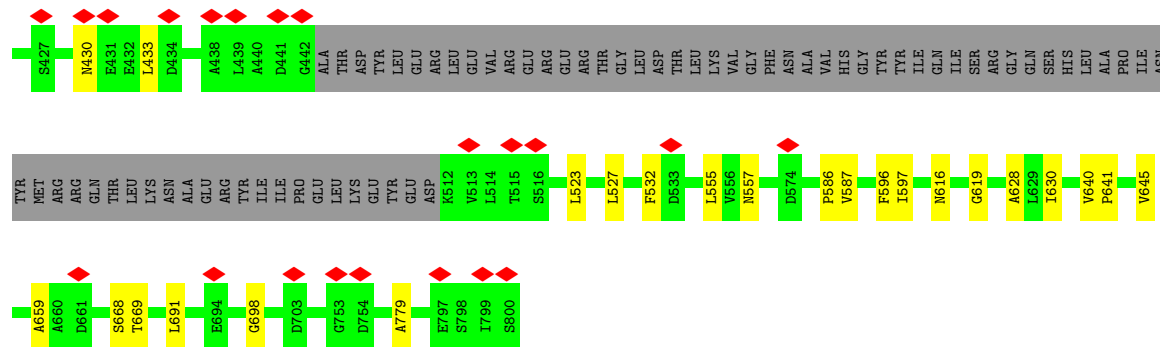 S427 N430 E431 E432 L433 D434 A438 L439 A440 D441 G442 ALA THR ASP TYR LEU GLU ARG LEU GLU VAL ARG GLU ARG GLU ARG THR GLY LEU ASP THR LEU LYS VAL GLY PHE ASN ALA VAL HIS GLY TYR TYR ILE GLN ILE SER ARG GLY GLN SER HIS LEU ALA PRO ILE ASN
TYR MET ARG ARG GLN THR LEU LYS ASN ALA GLU ARG TYR ILE ILE PRO GLU LEU LYS GLU TYR GLU ASP K512 V513 L514 T515 S516 L523 L527 F532 D533 L555 V556 N557 D574 P586 V587 F596 I597 N616 G619 A628 L629 I630 V640 P641 V645
A659 A660 D661 S668 T669 L691 E694 G698 D703 G753 D754 A779 E797 S798 I799 S800